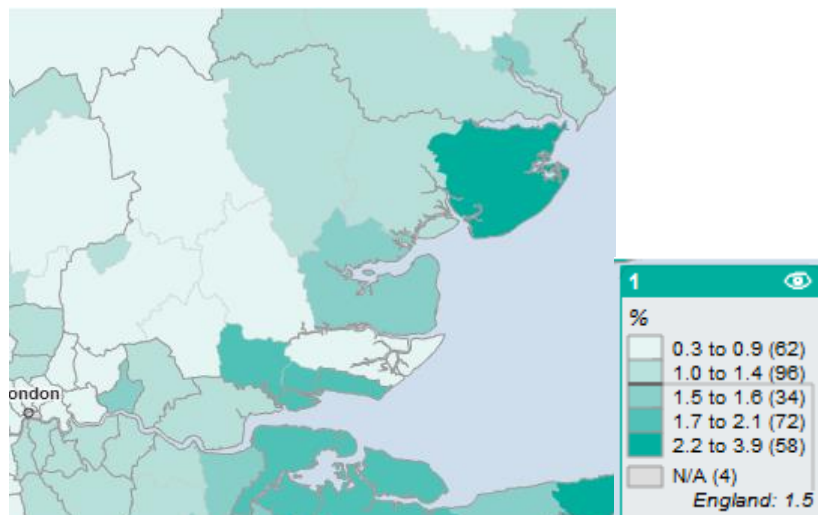 ondon
1
%
0.3 to 0.9 (62)
1.0 to 1.4 (96)
1.5 to 1.6 (34)
1.7 to 2.1 (72)
2.2 to 3.9 (58)
N/A (4)
England: 1.5